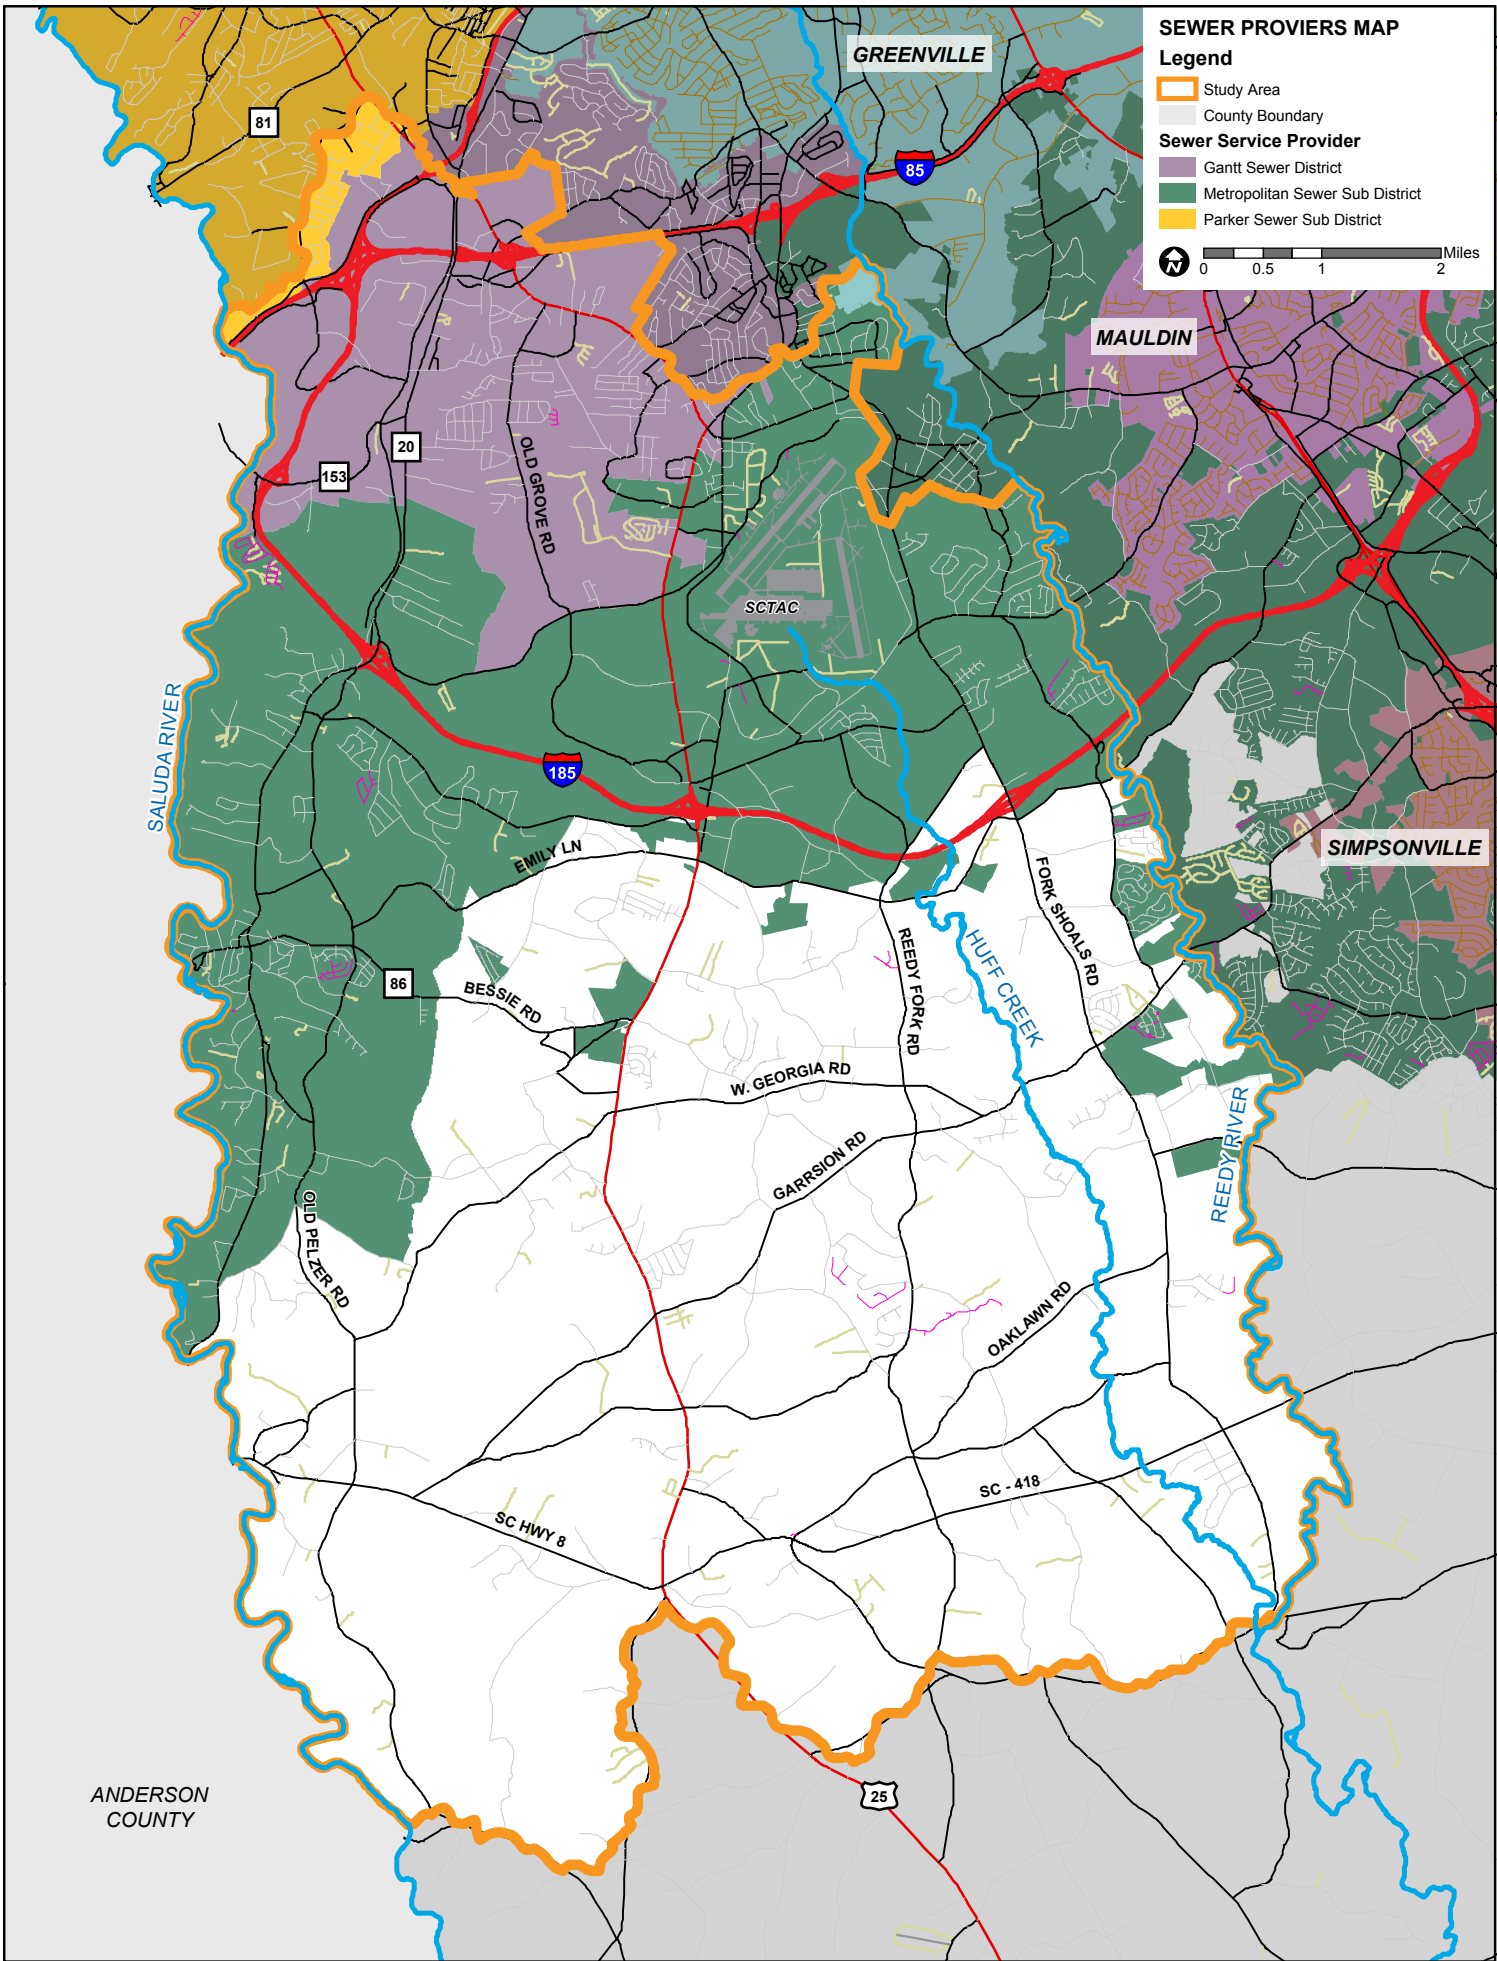 SEWER PROVIERS MAP
Legend
Study Area
County Boundary
Sewer Service Provider
Gantt Sewer District
Metropolitan Sewer Sub District
Parker Sewer Sub District
N
Miles
0 0.5 1 2
GREENVILLE
81
85
MAULDIN
20
153
OLD GROVE RD
SCTAC
SALUDA RIVER
185
EMILY LN
SIMPSONVILLE
FORK SHOALS RD
REEDY FORK RD
HUFF CREEK
86
BESSIE RD
W. GEORGIA RD
GARRSION RD
REEDY RIVER
OLD PELZER RD
OAKLAWN RD
SC - 418
SC HWY 8
25
ANDERSON
COUNTY